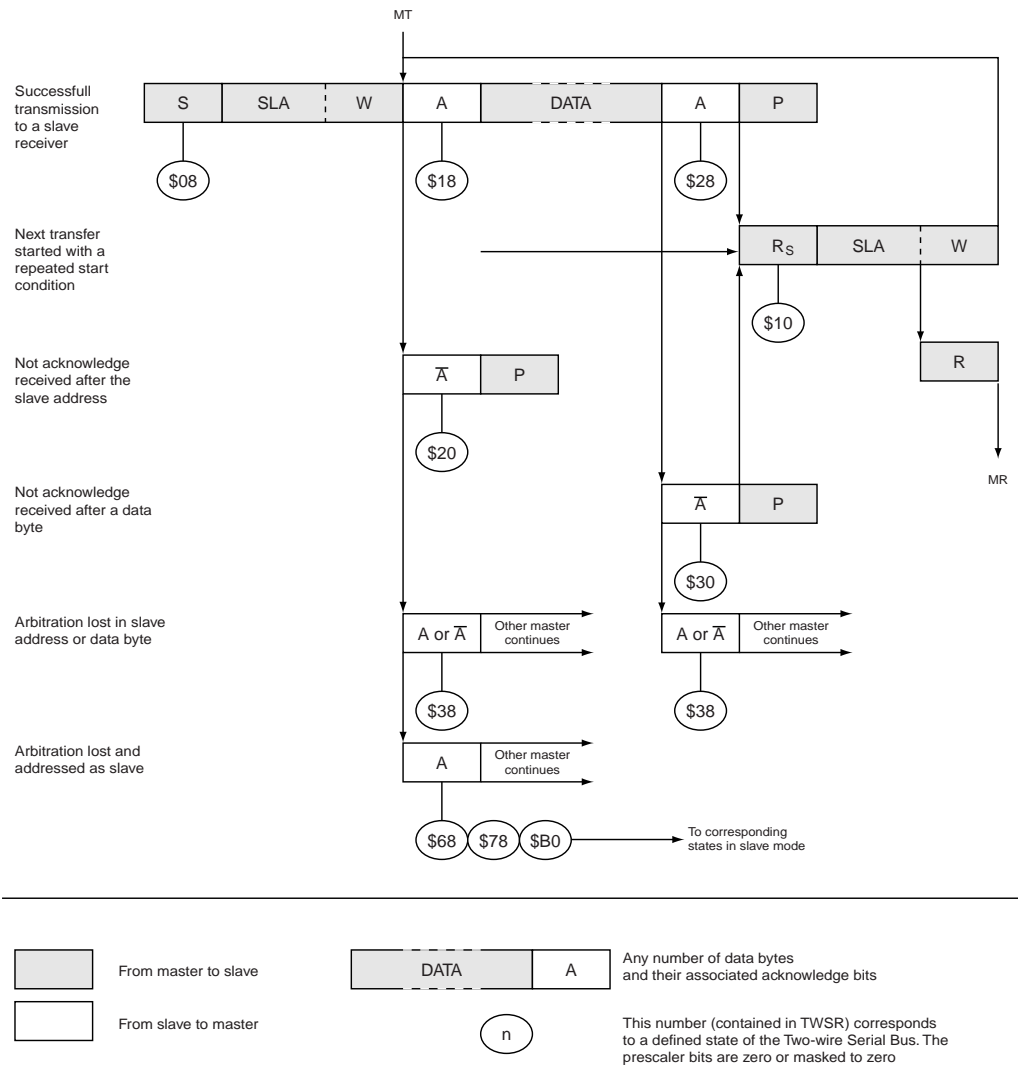 MT
Successfull
transmission
to a slave
receiver
S SLA W A DATA A P
$08 $18 $28
Next transfer
started with a
repeated start
condition
RS SLA W
$10
Not acknowledge
received after the
slave address
A̅ P
R
$20
MR
Not acknowledge
received after a data
byte
A̅ P
$30
Arbitration lost in slave
address or data byte
A or A̅ Other master
continues
A or A̅ Other master
continues
$38 $38
Arbitration lost and
addressed as slave
A Other master
continues
$68 $78 $B0
To corresponding
states in slave mode
From master to slave
DATA A
Any number of data bytes
and their associated acknowledge bits
From slave to master
n
This number (contained in TWSR) corresponds
to a defined state of the Two-wire Serial Bus. The
prescaler bits are zero or masked to zero